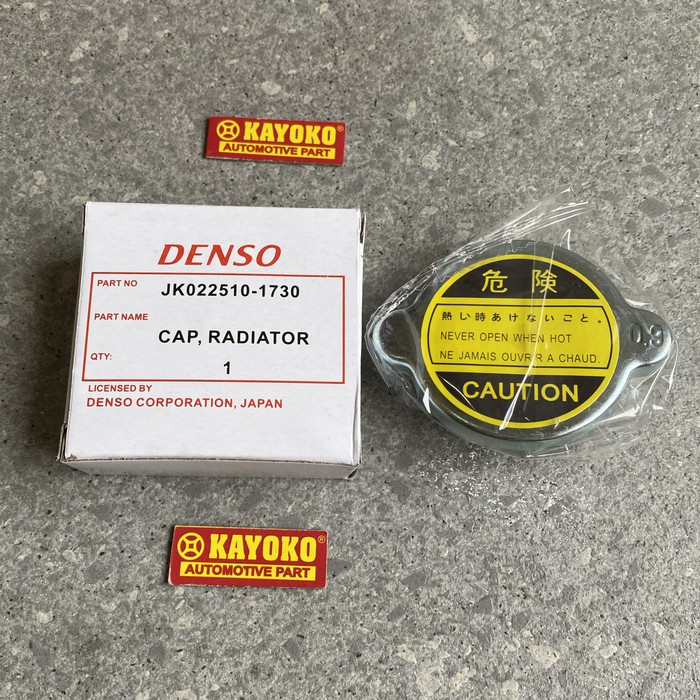 KAYOKO®
AUTOMOTIVE PART
DENSO
PART NO JK022510-1730
PART NAME
CAP, RADIATOR
QTY: 1
LICENSED BY
DENSO CORPORATION, JAPAN
危険
熱い時あけないこと。
NEVER OPEN WHEN HOT
NE JAMAIS OUVRIR A CHAUD.
CAUTION
0,9
KAYOKO®
AUTOMOTIVE PART